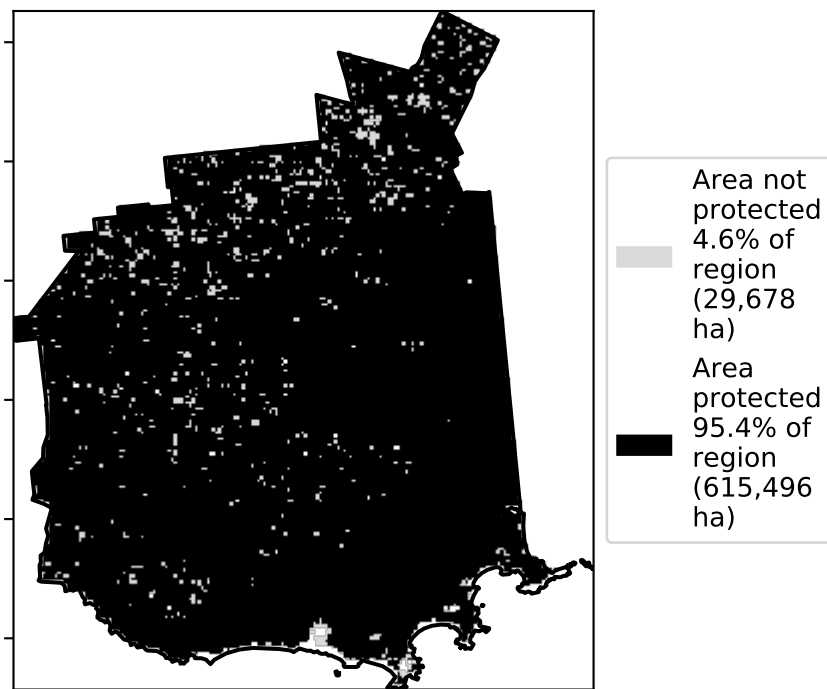 Area not
protected
4.6% of
region
(29,678
ha)
Area
protected
95.4% of
region
(615,496
ha)